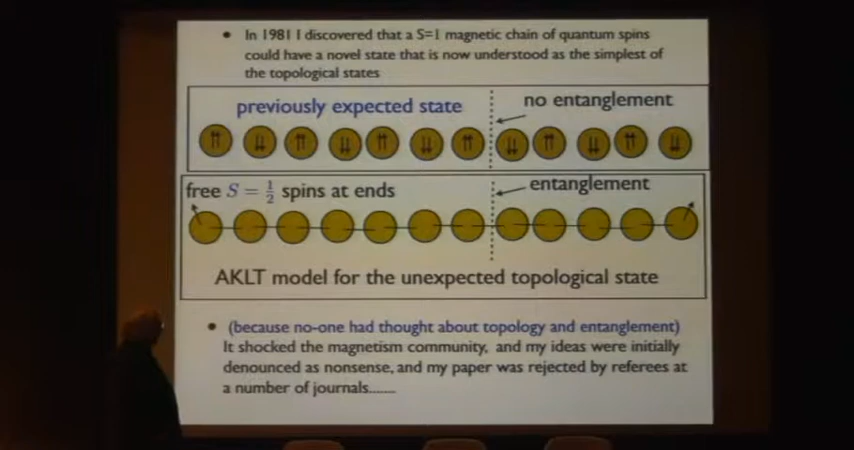 • In 1981 I discovered that a S=1 magnetic chain of quantum spins
could have a novel state that is now understood as the simplest of
the topological states
previously expected state
no entanglement
free S = 1/2 spins at ends
entanglement
AKLT model for the unexpected topological state
• (because no-one had thought about topology and entanglement)
It shocked the magnetism community, and my ideas were initially
denounced as nonsense, and my paper was rejected by referees at
a number of journals.......